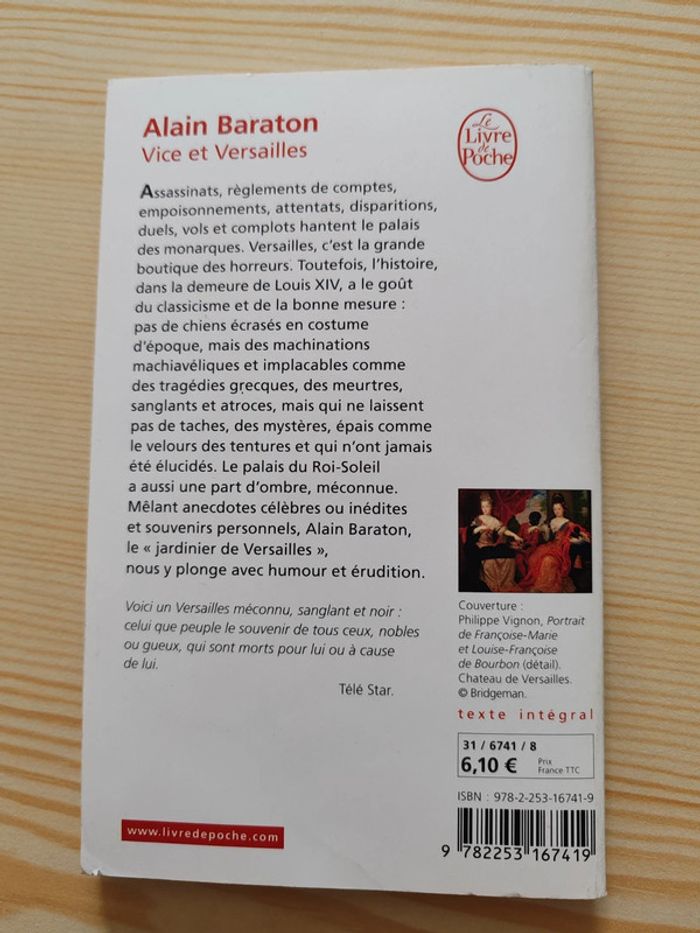 Alain Baraton
Vice et Versailles
Le
Livre
de
Poche
Assassinats, règlements de comptes,
empoisonnements, attentats, disparitions,
duels, vols et complots hantent le palais
des monarques. Versailles, c'est la grande
boutique des horreurs. Toutefois, l'histoire,
dans la demeure de Louis XIV, a le goût
du classicisme et de la bonne mesure :
pas de chiens écrasés en costume
d'époque, mais des machinations
machiavéliques et implacables comme
des tragédies grecques, des meurtres,
sanglants et atroces, mais qui ne laissent
pas de taches, des mystères, épais comme
le velours des tentures et qui n'ont jamais
été élucidés. Le palais du Roi-Soleil
a aussi une part d'ombre, méconnue.
Mêlant anecdotes célèbres ou inédites
et souvenirs personnels, Alain Baraton,
le « jardinier de Versailles »,
nous y plonge avec humour et érudition.
Voici un Versailles méconnu, sanglant et noir :
celui que peuple le souvenir de tous ceux, nobles
ou gueux, qui sont morts pour lui ou à cause
de lui.
Télé Star.
Couverture :
Philippe Vignon, Portrait
de Françoise-Marie
et Louise-Françoise
de Bourbon (détail).
Chateau de Versailles.
© Bridgeman.
texte intégral
31 / 6741 / 8
6,10 €
Prix
France TTC
ISBN : 978-2-253-16741-9
9 782253 167419
www.livredepoche.com